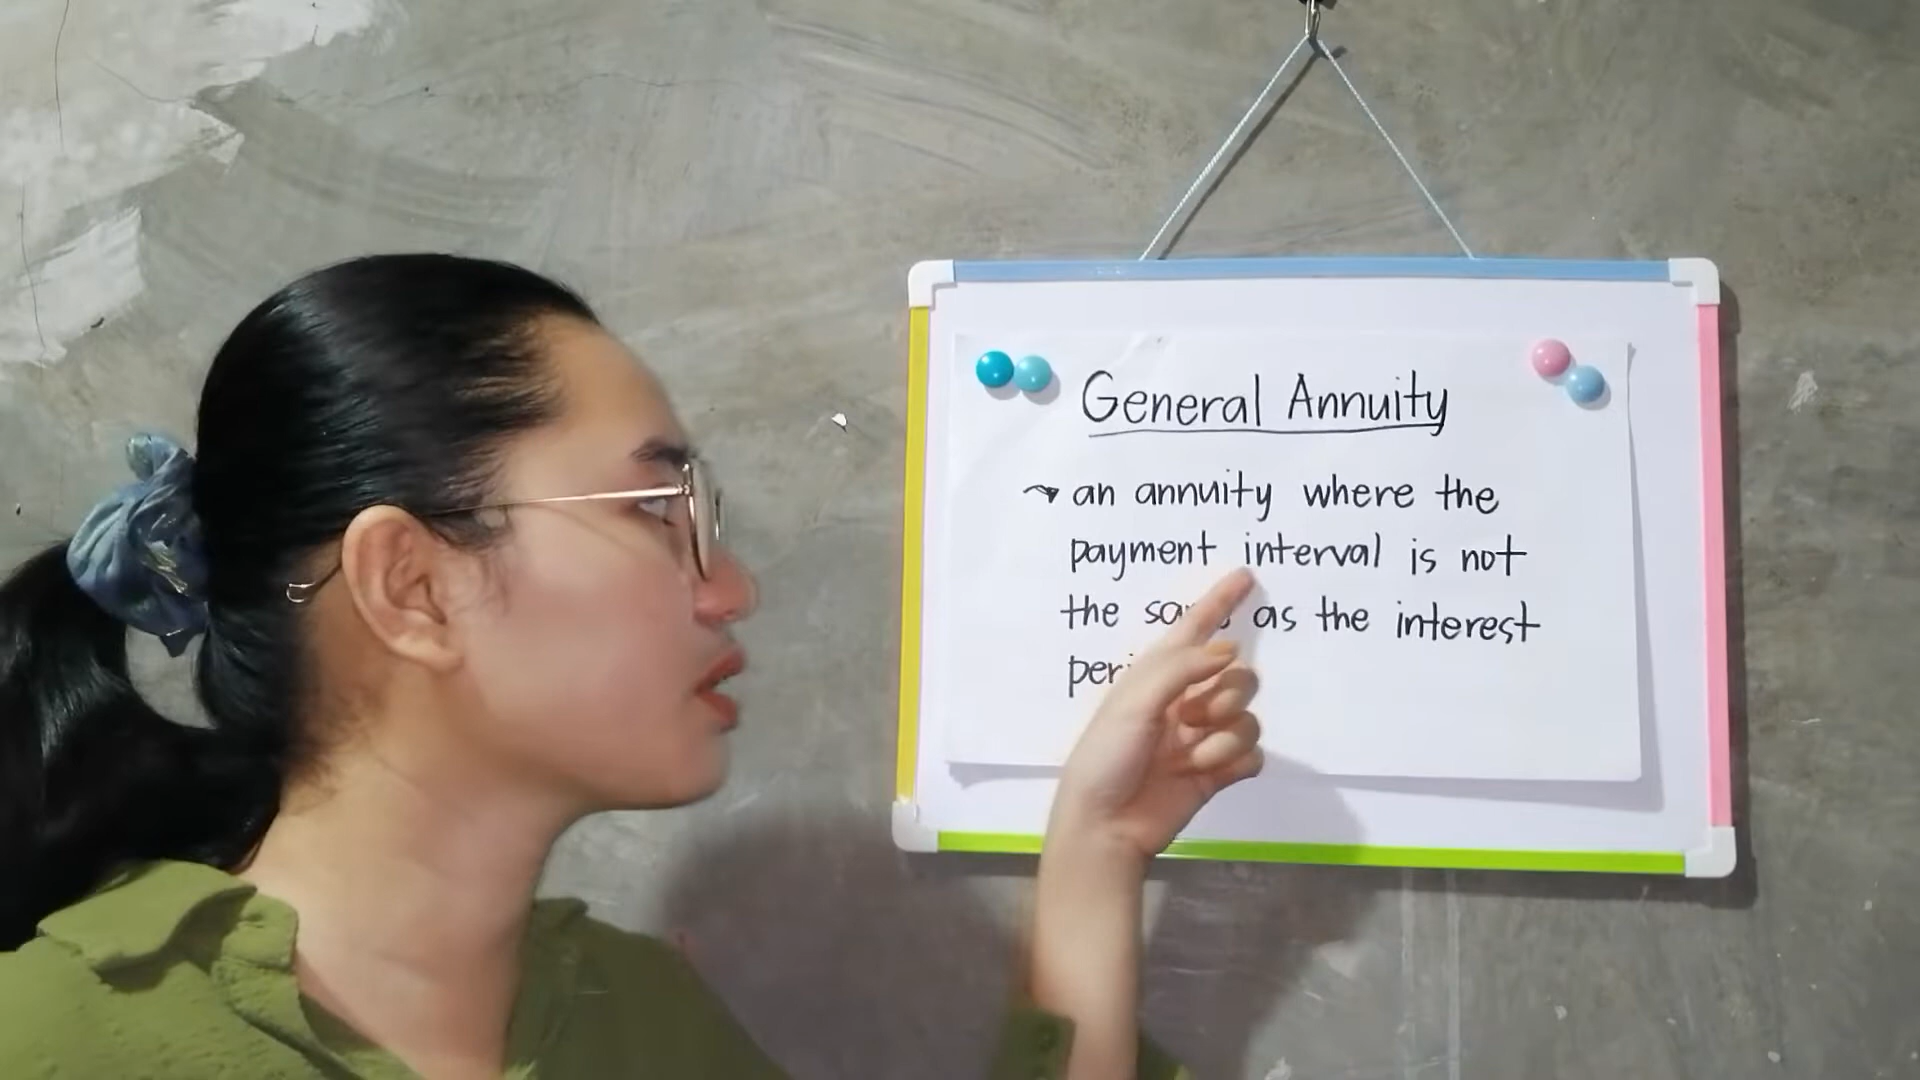 General Annuity
an annuity where the
payment interval is not
the as the interest